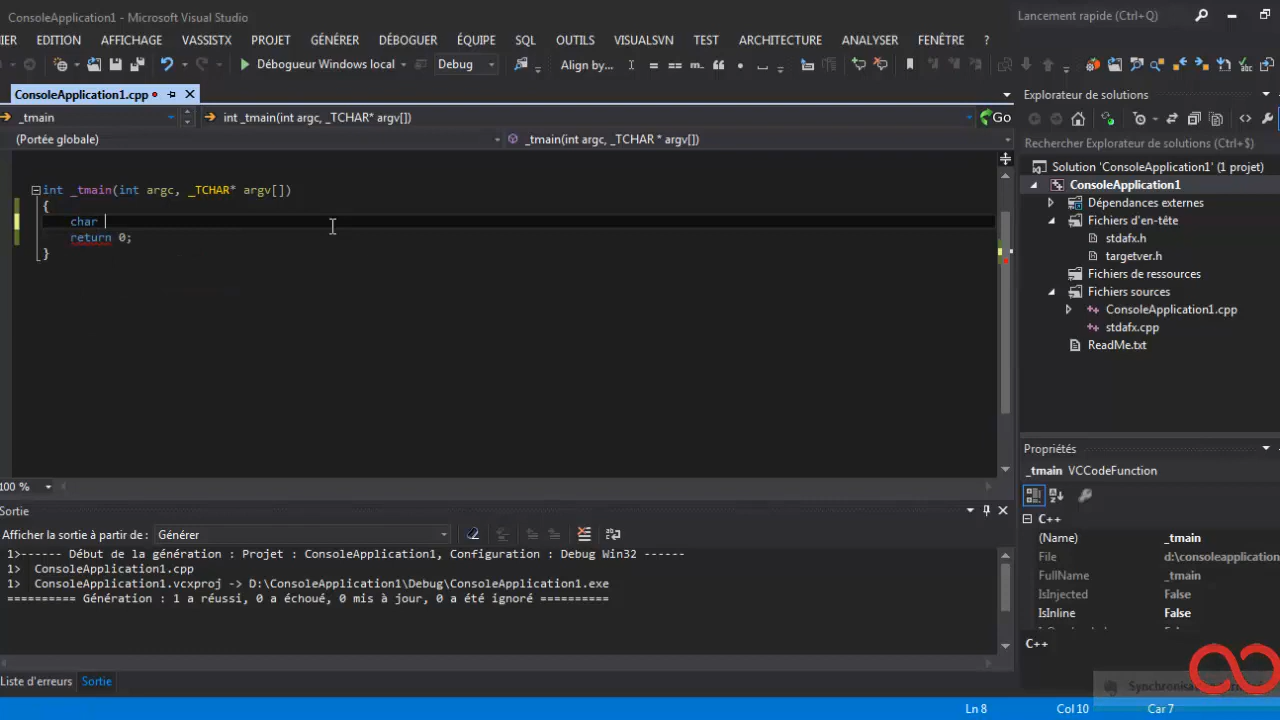 ConsoleApplication1 - Microsoft Visual Studio
Lancement rapide (Ctrl+Q)
IER EDITION AFFICHAGE VASSISTX PROJET GÉNÉRER DÉBOGUER ÉQUIPE SQL OUTILS VISUALSVN TEST ARCHITECTURE ANALYSER FENÊTRE ?
Débogueur Windows local Debug Align by...
ConsoleApplication1.cpp
Explorateur de solutions
_tmain int _tmain(int argc, _TCHAR* argv[]) Go
(Portée globale) _tmain(int argc, _TCHAR * argv[])
Rechercher Explorateur de solutions (Ctrl+$)
Solution 'ConsoleApplication1' (1 projet)
ConsoleApplication1
Dépendances externes
Fichiers d'en-tête
stdafx.h
targetver.h
Fichiers de ressources
Fichiers sources
ConsoleApplication1.cpp
stdafx.cpp
ReadMe.txt
int _tmain(int argc, _TCHAR* argv[])
{
char
return 0;
}
100 %
Propriétés
_tmain VCCodeFunction
C++
(Name) _tmain
File d:\consoleapplication
FullName _tmain
IsInjected False
IsInline False
C++
Sortie
Afficher la sortie à partir de : Générer
1>------ Début de la génération : Projet : ConsoleApplication1, Configuration : Debug Win32 ------
1> ConsoleApplication1.cpp
1> ConsoleApplication1.vcxproj -> D:\ConsoleApplication1\Debug\ConsoleApplication1.exe
========== Génération : 1 a réussi, 0 a échoué, 0 mis à jour, 0 a été ignoré ==========
Liste d'erreurs Sortie
Ln 8 Col 10 Car 7